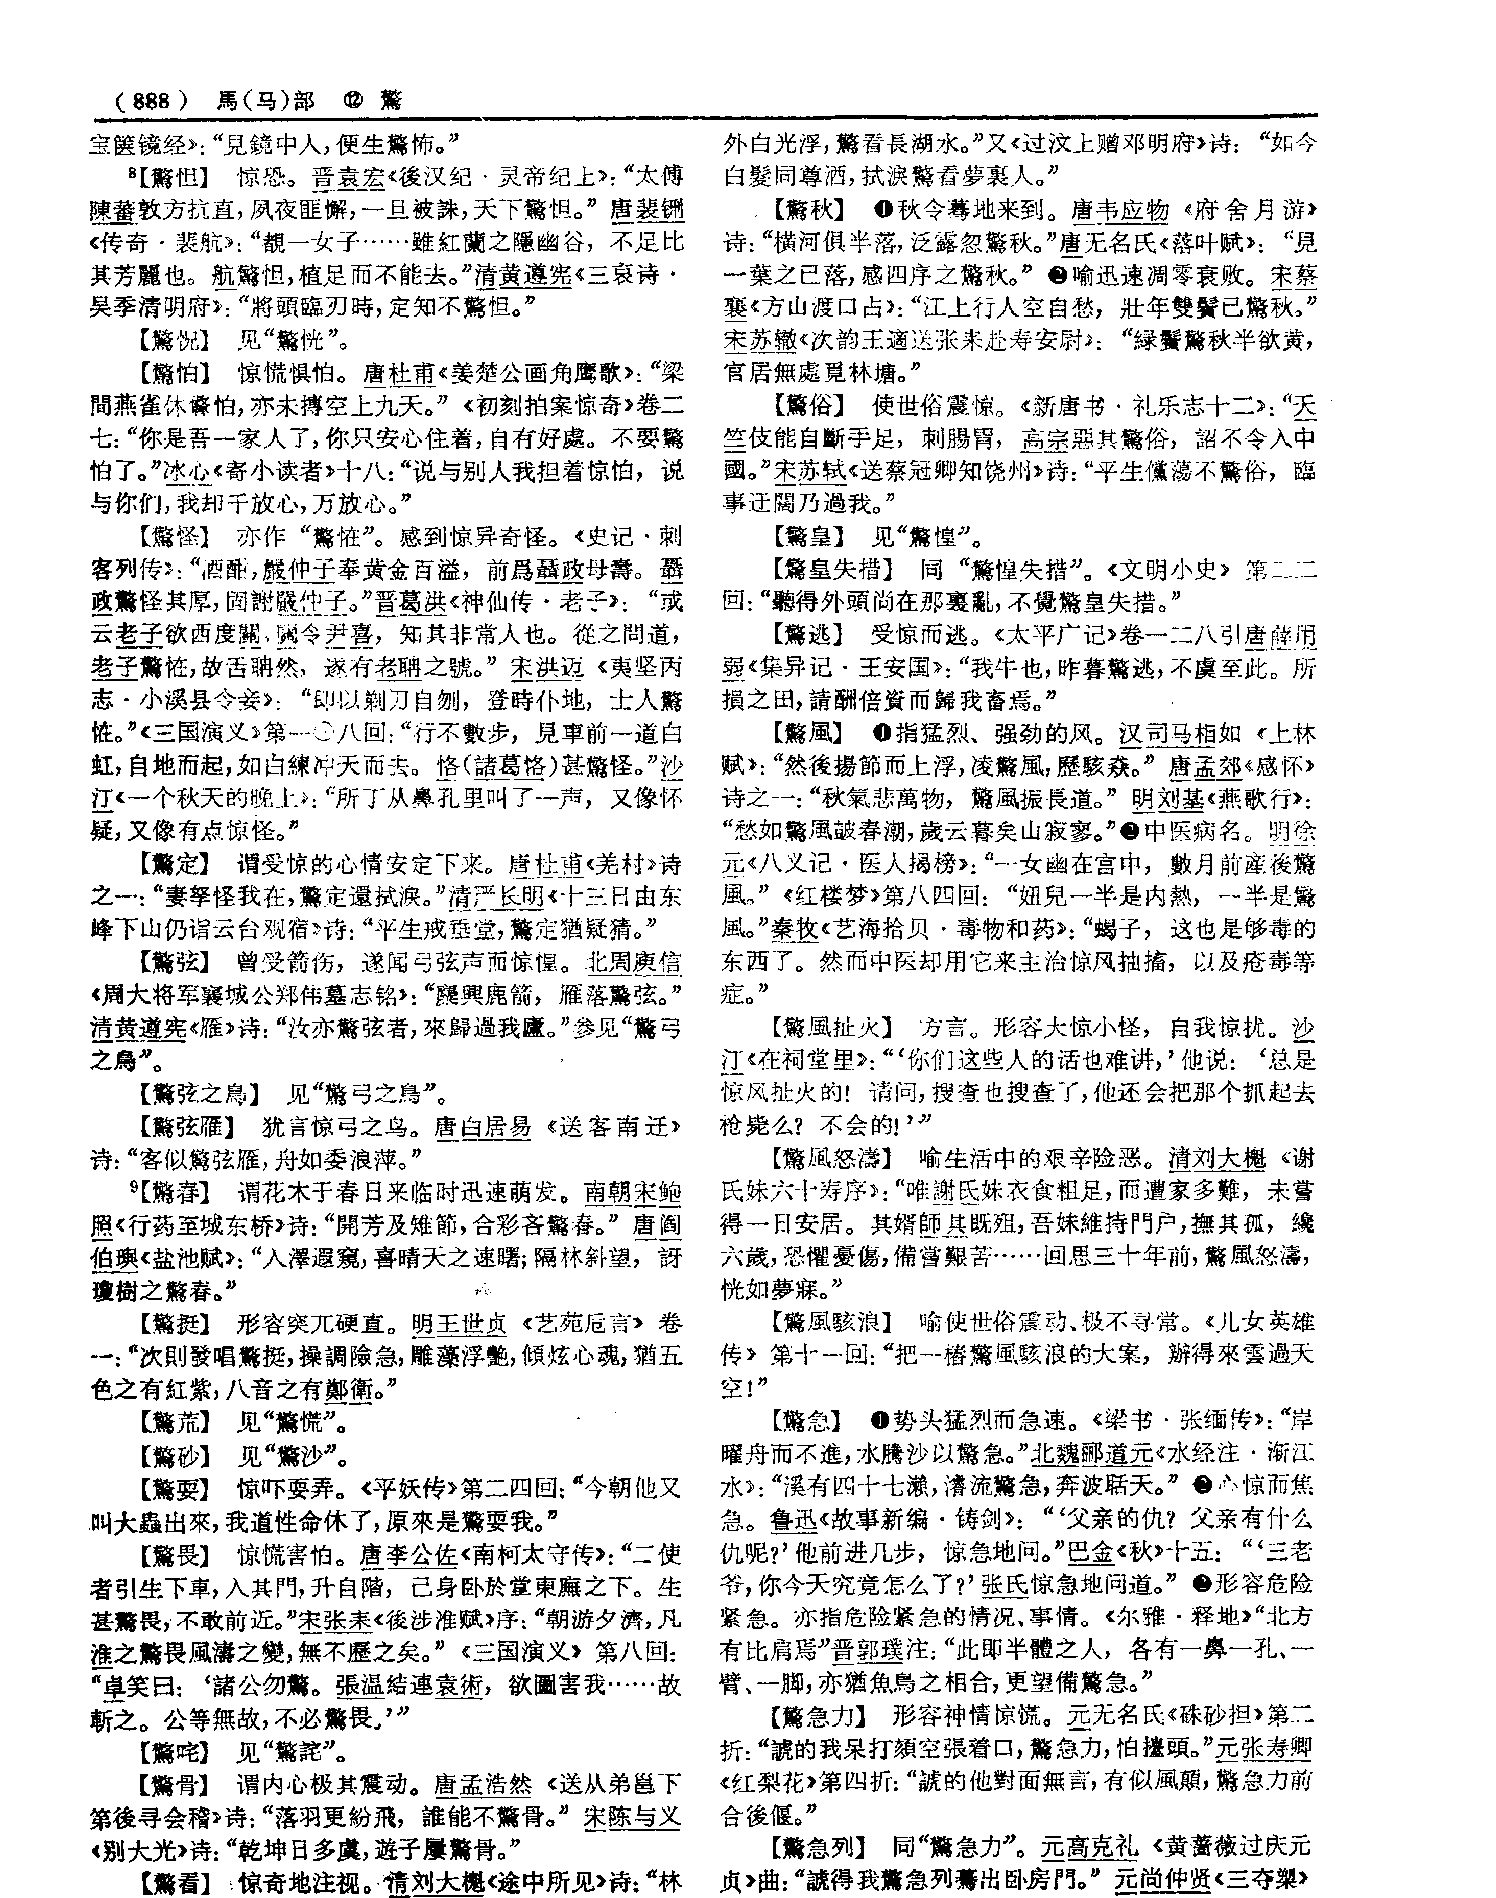 (888) 馬(马)部 ⑫ 驚
宝篋镜经》：“見鏡中人，便生驚怖。”
⁸【驚怛】 惊恐。晋袁宏《後汉纪·灵帝纪上》：“太傅
陳蕃敦方抗直，夙夜匪懈，一旦被誅，天下驚怛。”唐裴铏
《传奇·裴航》：“覩一女子……雖紅蘭之隱幽谷，不足比
其芳麗也。航驚怛，植足而不能去。”清黄遵宪《三哀诗·
吴季清明府》：“將頭臨刃時，定知不驚怛。”
【驚怳】 见“驚恍”。
【驚怕】 惊慌惧怕。唐杜甫《姜楚公画角鹰歌》：“梁
間燕雀休驚怕，亦未搏空上九天。”《初刻拍案惊奇》卷二
七：“你是吾一家人了，你只安心住着，自有好處。不要驚
怕了。”冰心《寄小读者》十八：“说与别人我担着惊怕，说
与你们，我却千放心，万放心。”
【驚怪】 亦作“驚恠”。感到惊异奇怪。《史记·刺
客列传》：“酒酣，嚴仲子奉黄金百溢，前爲聶政母壽。聶
政驚怪其厚，固謝嚴仲子。”晋葛洪《神仙传·老子》：“或
云老子欲西度關，關令尹喜，知其非常人也。從之問道，
老子驚恠，故吐舌聃然，遂有老聃之號。”宋洪迈《夷坚丙
志·小溪县令妾》：“即以剃刀自刎，登時仆地，士人驚
恠。”《三国演义》第一〇八回：“行不數步，見車前一道白
虹，自地而起，如白練冲天而去。恪(諸葛恪)甚驚怪。”沙
汀《一个秋天的晚上》：“所丁从鼻孔里叫了一声，又像怀
疑，又像有点惊怪。”
【驚定】 谓受惊的心情安定下来。唐杜甫《羌村》诗
之一：“妻孥怪我在，驚定還拭淚。”清严长明《十三日由东
峰下山仍诣云台观宿》诗：“平生戒垂堂，驚定猶疑猜。”
【驚弦】 曾受箭伤，遂闻弓弦声而惊惶。北周庾信
《周大将军襄城公郑伟墓志铭》：“麛興鹿箭，雁落驚弦。”
清黄遵宪《雁》诗：“汝亦驚弦者，來歸過我廬。”参见“驚弓
之鳥”。
【驚弦之鳥】 见“驚弓之鳥”。
【驚弦雁】 犹言惊弓之鸟。唐白居易《送客南迁》
诗：“客似驚弦雁，舟如委浪萍。”
⁹【驚春】 谓花木于春日来临时迅速萌发。南朝宋鲍
照《行药至城东桥》诗：“開芳及雉節，合彩吝驚春。”唐阎
伯璵《盐池赋》：“入澤遐窺，喜晴天之速曙；隔林斜望，訝
瓊樹之驚春。”
【驚挺】 形容突兀硬直。明王世贞《艺苑卮言》卷
一：“次則發唱驚挺，操調險急，雕藻浮艷，傾炫心魂，猶五
色之有紅紫，八音之有鄭衛。”
【驚荒】 见“驚慌”。
【驚砂】 见“驚沙”。
【驚耍】 惊吓耍弄。《平妖传》第二四回：“今朝他又
叫大蟲出來，我道性命休了，原來是驚耍我。”
【驚畏】 惊慌害怕。唐李公佐《南柯太守传》：“二使
者引生下車，入其門，升自階，己身卧於堂東廡之下。生
甚驚畏，不敢前近。”宋张耒《後涉淮赋》序：“朝游夕濟，凡
淮之驚畏風濤之變，無不歷之矣。”《三国演义》第八回：
“卓笑曰：‘諸公勿驚。張温結連袁術，欲圖害我……故
斬之。公等無故，不必驚畏。’”
【驚咤】 见“驚詫”。
【驚骨】 谓内心极其震动。唐孟浩然《送从弟邕下
第後寻会稽》诗：“落羽更紛飛，誰能不驚骨。”宋陈与义
《别大光》诗：“乾坤日多虞，遊子屢驚骨。”
【驚看】 惊奇地注视。清刘大櫆《途中所见》诗：“林
外白光浮，驚看長湖水。”又《过汶上赠邓明府》诗：“如今
白髮同尊酒，拭淚驚看夢裏人。”
【驚秋】 ❶秋令蓦地来到。唐韦应物《府舍月游》
诗：“橫河俱半落，泛露忽驚秋。”唐无名氏《落叶赋》：“見
一葉之已落，感四序之驚秋。”❷喻迅速凋零衰败。宋蔡
襄《方山渡口占》：“江上行人空自愁，壯年雙鬢已驚秋。”
宋苏辙《次韵王適送张耒赴寿安尉》：“緑鬢驚秋半欲黄，
官居無處覓林塘。”
【驚俗】 使世俗震惊。《新唐书·礼乐志十二》：“天
竺伎能自斷手足，刺腸胃，高宗惡其驚俗，詔不令入中
國。”宋苏轼《送蔡冠卿知饶州》诗：“平生儻蕩不驚俗，臨
事迂闊乃過我。”
【驚皇】 见“驚惶”。
【驚皇失措】 同“驚惶失措”。《文明小史》第二二
回：“聽得外頭尚在那裏亂，不覺驚皇失措。”
【驚逃】 受惊而逃。《太平广记》卷一二八引唐薛用
弱《集异记·王安国》：“我牛也，昨暮驚逃，不虞至此。所
損之田，請酬倍資而歸我畜焉。”
【驚風】 ❶指猛烈、强劲的风。汉司马相如《上林
赋》：“然後揚節而上浮，凌驚風，歷駭猋。”唐孟郊《感怀》
诗之一：“秋氣悲萬物，驚風振長道。”明刘基《燕歌行》：
“愁如驚風皷春潮，歲云暮矣山寂寥。”❷中医病名。明徐
元《八义记·医人揭榜》：“一女幽在宫中，數月前産後驚
風。”《红楼梦》第八四回：“妞兒一半是内熱，一半是驚
風。”秦牧《艺海拾贝·毒物和药》：“蝎子，这也是够毒的
东西了。然而中医却用它来主治惊风抽搐，以及疮毒等
症。”
【驚風扯火】 方言。形容大惊小怪，自我惊扰。沙
汀《在祠堂里》：“‘你们这些人的话也难讲，’他说：‘总是
惊风扯火的！请问，搜查也搜查了，他还会把那个抓起去
枪毙么？不会的！’”
【驚風怒濤】 喻生活中的艰辛险恶。清刘大櫆《谢
氏妹六十寿序》：“唯謝氏妹衣食粗足，而遭家多難，未嘗
得一日安居。其婿師其既殂，吾妹維持門户，撫其孤，纔
六歲，恐懼憂傷，備嘗艱苦……回思三十年前，驚風怒濤，
恍如夢寐。”
【驚風駭浪】 喻使世俗震动、极不寻常。《儿女英雄
传》第十一回：“把一樁驚風駭浪的大案，辦得來雲過天
空！”
【驚急】 ❶势头猛烈而急速。《梁书·张缅传》：“岸
曜舟而不進，水騰沙以驚急。”北魏郦道元《水经注·渐江
水》：“溪有四十七瀨，濬流驚急，奔波聒天。”❷心惊而焦
急。鲁迅《故事新编·铸剑》：“‘父亲的仇？父亲有什么
仇呢？’他前进几步，惊急地问。”巴金《秋》十五：“‘三老
爷，你今天究竟怎么了？’张氏惊急地问道。”❸形容危险
紧急。亦指危险紧急的情况、事情。《尔雅·释地》“北方
有比肩焉”晋郭璞注：“此即半體之人，各有一鼻一孔、一
臂、一脚，亦猶魚鳥之相合，更望備驚急。”
【驚急力】 形容神情惊慌。元无名氏《硃砂担》第二
折：“諕的我呆打頦空張着口，驚急力，怕擡頭。”元张寿卿
《红梨花》第四折：“諕的他對面無言，有似風顛，驚急力前
合後偃。”
【驚急列】 同“驚急力”。元高克礼《黄蔷薇过庆元
贞》曲：“諕得我驚急列驀出卧房門。”元尚仲贤《三夺槊》